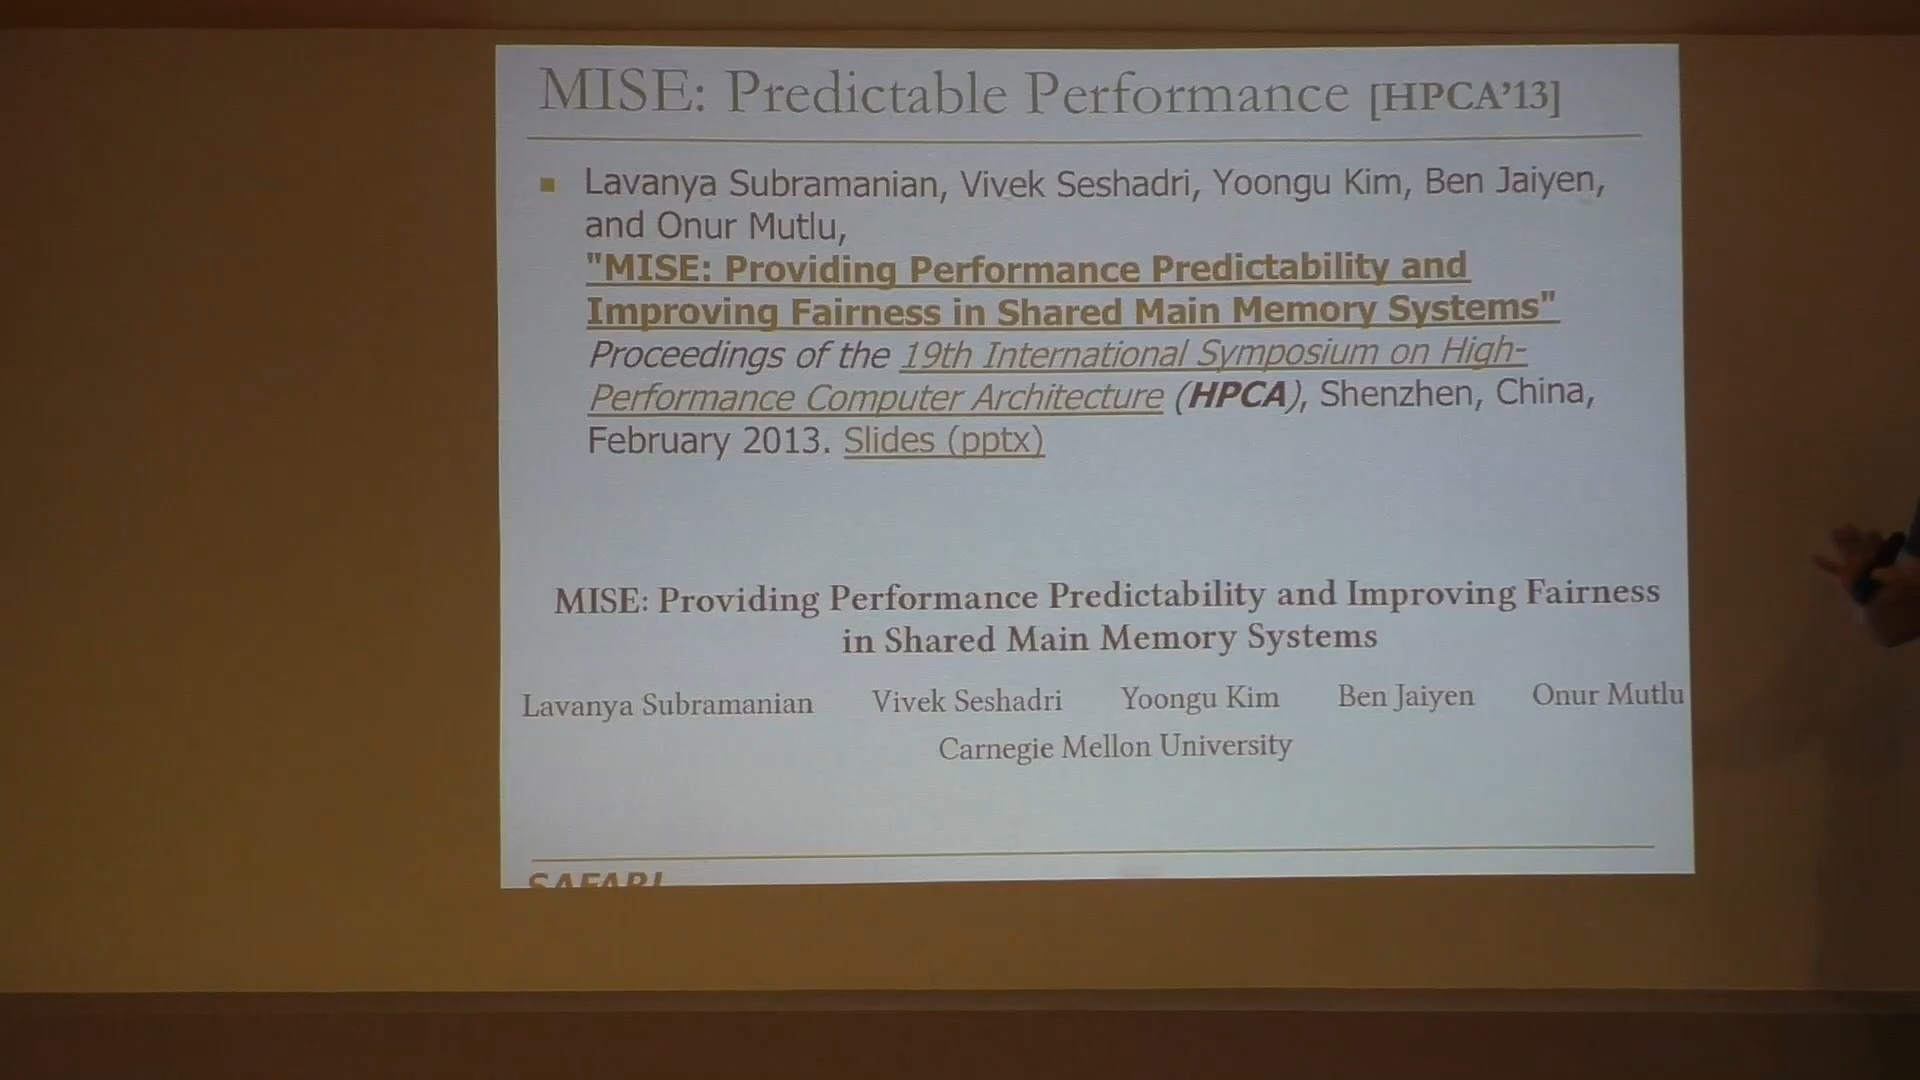 MISE: Predictable Performance [HPCA'13]
Lavanya Subramanian, Vivek Seshadri, Yoongu Kim, Ben Jaiyen,
and Onur Mutlu,
"MISE: Providing Performance Predictability and
Improving Fairness in Shared Main Memory Systems"
Proceedings of the 19th International Symposium on High-
Performance Computer Architecture (HPCA), Shenzhen, China,
February 2013. Slides (pptx)
MISE: Providing Performance Predictability and Improving Fairness
in Shared Main Memory Systems
Lavanya Subramanian Vivek Seshadri Yoongu Kim Ben Jaiyen Onur Mutlu
Carnegie Mellon University
SAFARI